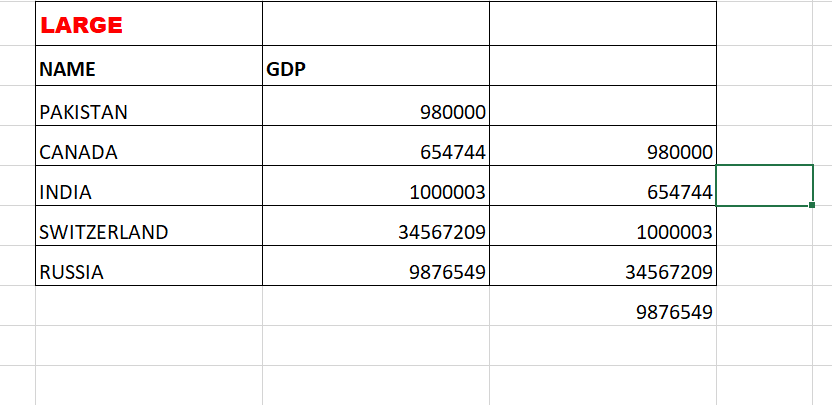 LARGE
NAME GDP
PAKISTAN 980000
CANADA 654744 980000
INDIA 1000003 654744
SWITZERLAND 34567209 1000003
RUSSIA 9876549 34567209
9876549